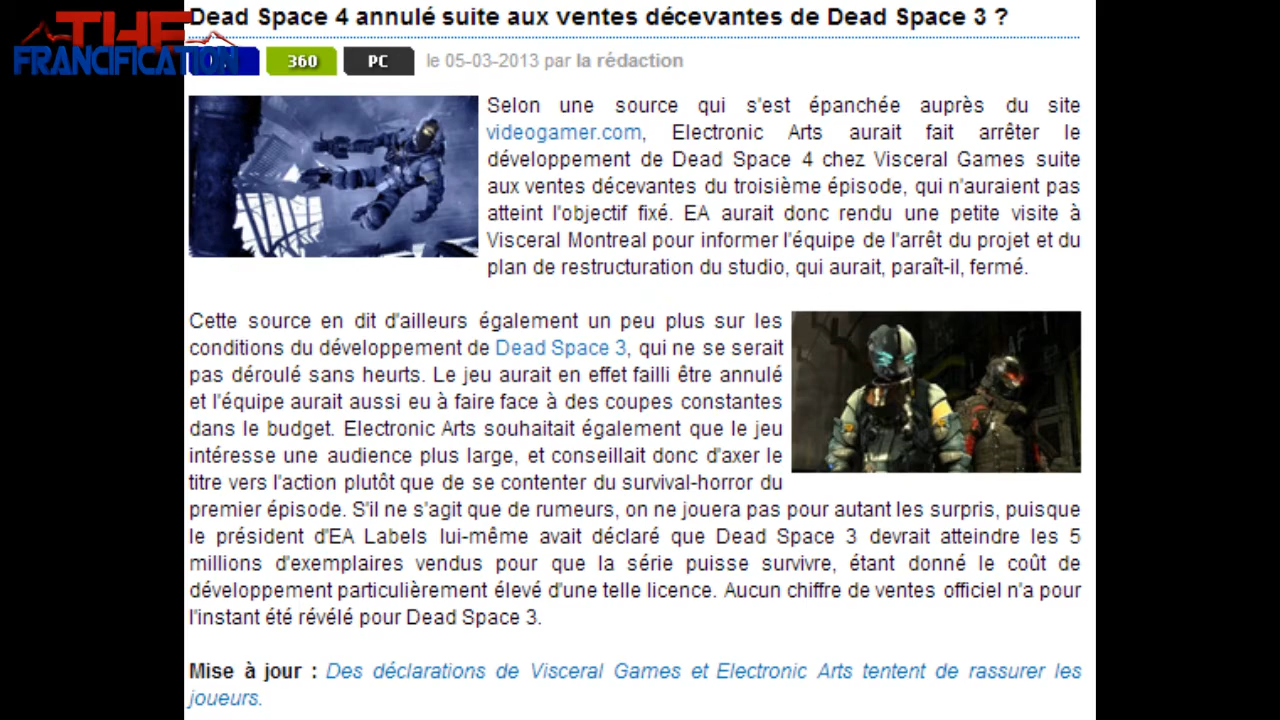 Dead Space 4 annulé suite aux ventes décevantes de Dead Space 3 ?
THE
FRANCIFICATION
360 PC le 05-03-2013 par la rédaction
Selon une source qui s'est épanchée auprès du site
videogamer.com, Electronic Arts aurait fait arrêter le
développement de Dead Space 4 chez Visceral Games suite
aux ventes décevantes du troisième épisode, qui n'auraient pas
atteint l'objectif fixé. EA aurait donc rendu une petite visite à
Visceral Montreal pour informer l'équipe de l'arrêt du projet et du
plan de restructuration du studio, qui aurait, paraît-il, fermé.
Cette source en dit d'ailleurs également un peu plus sur les
conditions du développement de Dead Space 3, qui ne se serait
pas déroulé sans heurts. Le jeu aurait en effet failli être annulé
et l'équipe aurait aussi eu à faire face à des coupes constantes
dans le budget. Electronic Arts souhaitait également que le jeu
intéresse une audience plus large, et conseillait donc d'axer le
titre vers l'action plutôt que de se contenter du survival-horror du
premier épisode. S'il ne s'agit que de rumeurs, on ne jouera pas pour autant les surpris, puisque
le président d'EA Labels lui-même avait déclaré que Dead Space 3 devrait atteindre les 5
millions d'exemplaires vendus pour que la série puisse survivre, étant donné le coût de
développement particulièrement élevé d'une telle licence. Aucun chiffre de ventes officiel n'a pour
l'instant été révélé pour Dead Space 3.
Mise à jour : Des déclarations de Visceral Games et Electronic Arts tentent de rassurer les
joueurs.